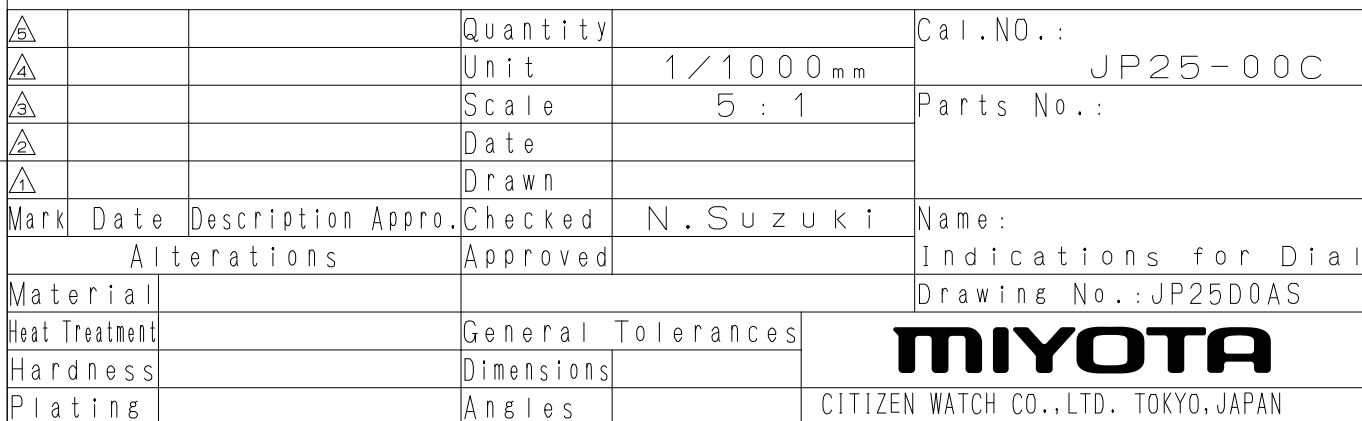 5 Quantity Cal.NO.:
4 Unit 1/1000mm JP25-00C
3 Scale 5:1 Parts No.:
2 Date
1 Drawn
Mark Date Description Appro. Checked N.Suzuki Name:
Alterations Approved Indications for Dial
Material Drawing No.:JP25D0AS
Heat Treatment General Tolerances MIYOTA
Hardness Dimensions
Plating Angles CITIZEN WATCH CO.,LTD. TOKYO,JAPAN